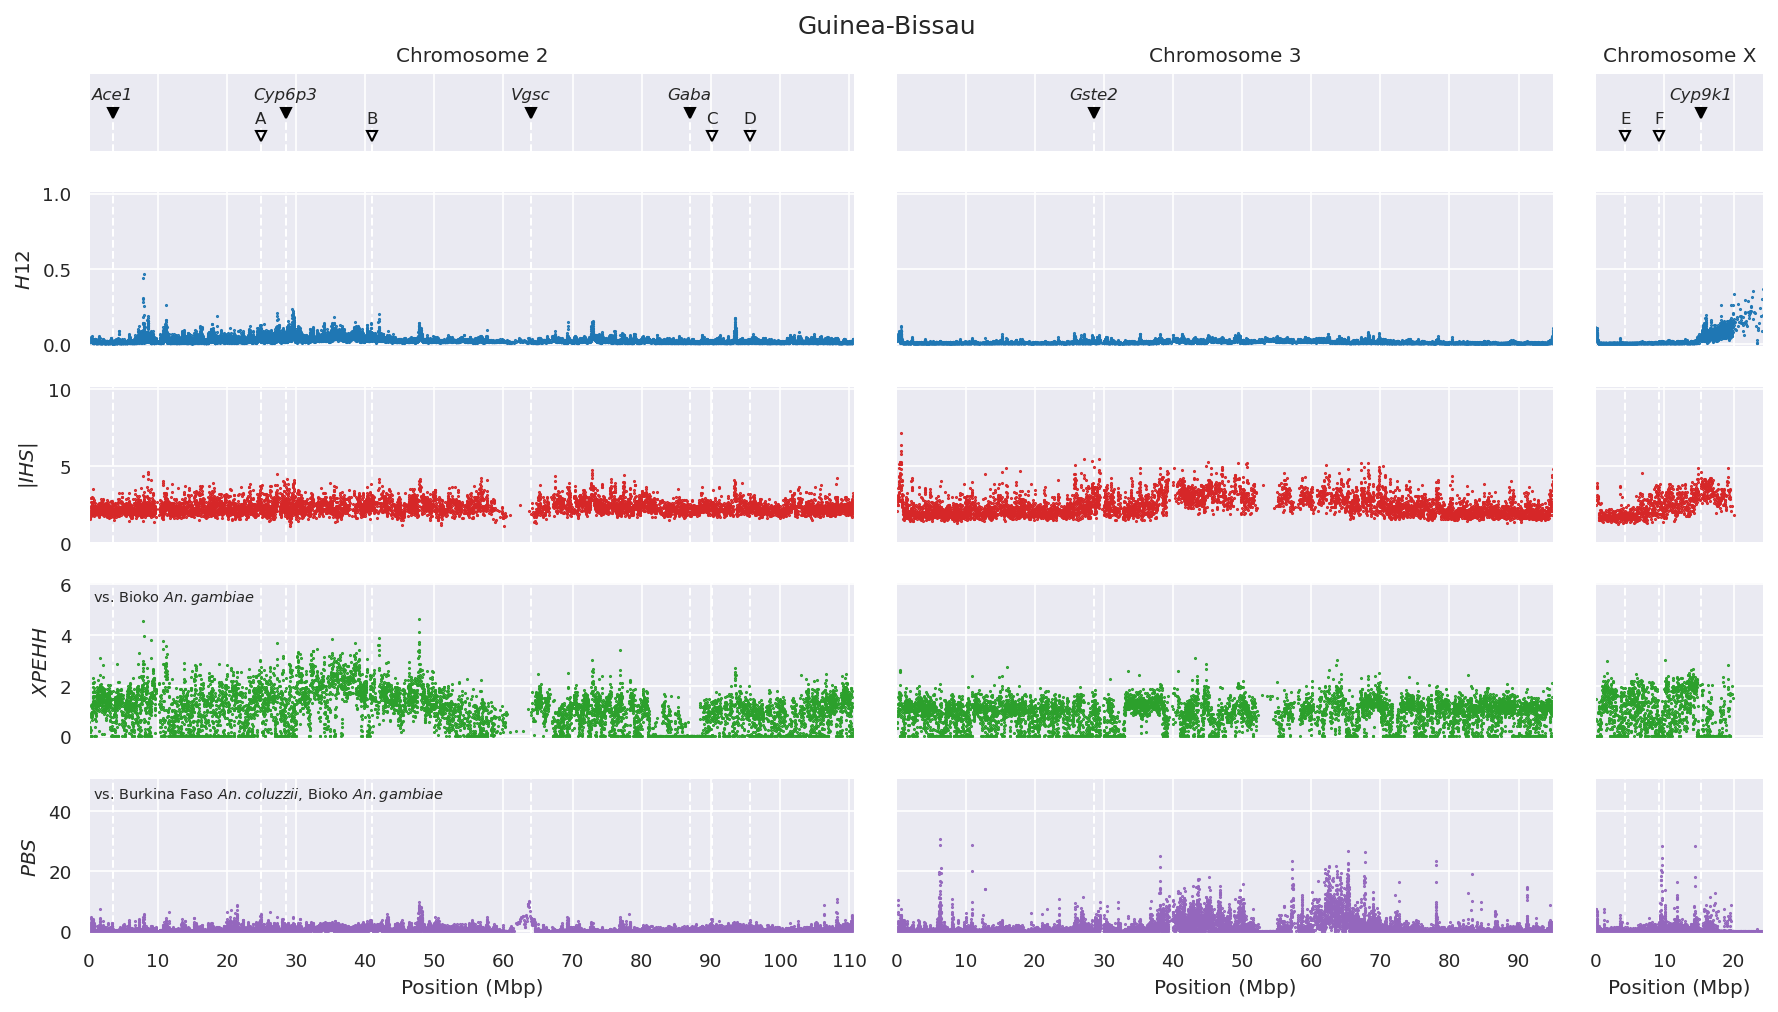 Guinea-Bissau
Chromosome 2 Chromosome 3 Chromosome X
Ace1 Cyp6p3 Vgsc Gaba Gste2 Cyp9k1
A B C D E F
1.0
0.5
0.0
H12
10
5
0
|IHS|
6
4
2
0
XPEHH
vs. Bioko An. gambiae
40
20
0
PBS
vs. Burkina Faso An. coluzzii, Bioko An. gambiae
0 10 20 30 40 50 60 70 80 90 100 110 0 10 20 30 40 50 60 70 80 90 0 10 20
Position (Mbp) Position (Mbp) Position (Mbp)